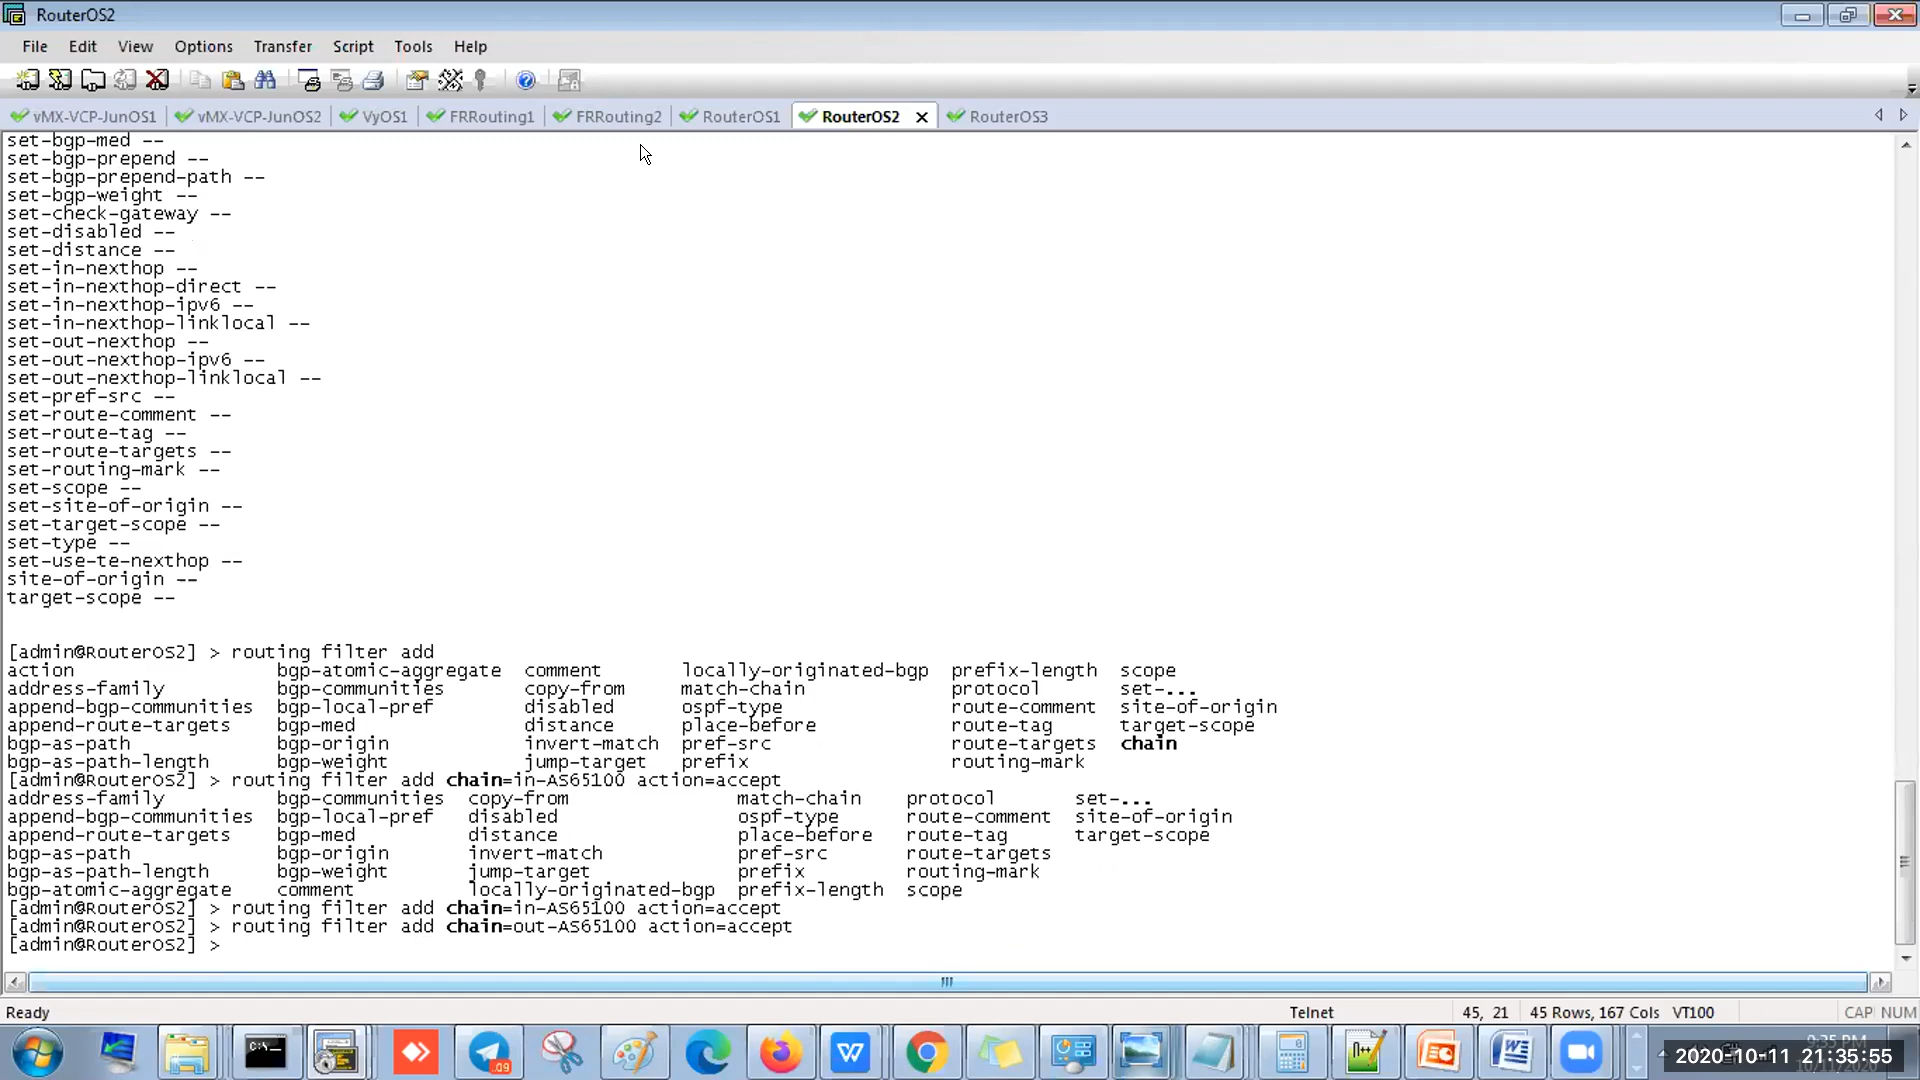 RouterOS2
File Edit View Options Transfer Script Tools Help
vMX-VCP-JunOS1 vMX-VCP-JunOS2 VyOS1 FRRouting1 FRRouting2 RouterOS1 RouterOS2 RouterOS3
set-bgp-med --
set-bgp-prepend --
set-bgp-prepend-path --
set-bgp-weight --
set-check-gateway --
set-disabled --
set-distance --
set-in-nexthop --
set-in-nexthop-direct --
set-in-nexthop-ipv6 --
set-in-nexthop-linklocal --
set-out-nexthop --
set-out-nexthop-ipv6 --
set-out-nexthop-linklocal --
set-pref-src --
set-route-comment --
set-route-tag --
set-route-targets --
set-routing-mark --
set-scope --
set-site-of-origin --
set-target-scope --
set-type --
set-use-te-nexthop --
site-of-origin --
target-scope --
[admin@RouterOS2] > routing filter add
action bgp-atomic-aggregate comment locally-originated-bgp prefix-length scope
address-family bgp-communities copy-from match-chain protocol set-...
append-bgp-communities bgp-local-pref disabled ospf-type route-comment site-of-origin
append-route-targets bgp-med distance place-before route-tag target-scope
bgp-as-path bgp-origin invert-match pref-src route-targets chain
bgp-as-path-length bgp-weight jump-target prefix routing-mark
[admin@RouterOS2] > routing filter add chain=in-AS65100 action=accept
address-family bgp-communities copy-from match-chain protocol set-...
append-bgp-communities bgp-local-pref disabled ospf-type route-comment site-of-origin
append-route-targets bgp-med distance place-before route-tag target-scope
bgp-as-path bgp-origin invert-match pref-src route-targets
bgp-as-path-length bgp-weight jump-target prefix routing-mark
bgp-atomic-aggregate comment locally-originated-bgp prefix-length scope
[admin@RouterOS2] > routing filter add chain=in-AS65100 action=accept
[admin@RouterOS2] > routing filter add chain=out-AS65100 action=accept
[admin@RouterOS2] >
Ready Telnet 45, 21 45 Rows, 167 Cols VT100 CAP NUM
C:\_
.09
9:35 PM
2020-10-11 21:35:55